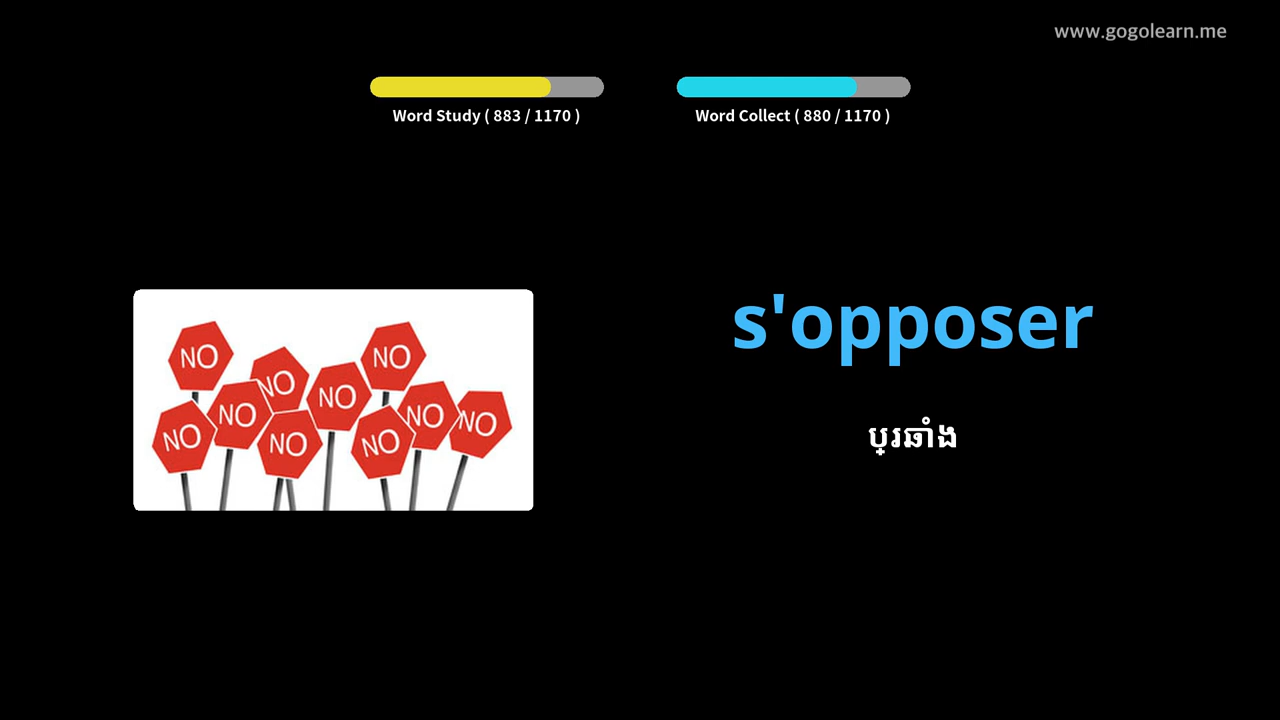 www.gogolearn.me
Word Study ( 883 / 1170 )
Word Collect ( 880 / 1170 )
NO
NO
NO
NO
NO
NO
NO
NO
NO
NO
s'opposer
ប្រឆាំង